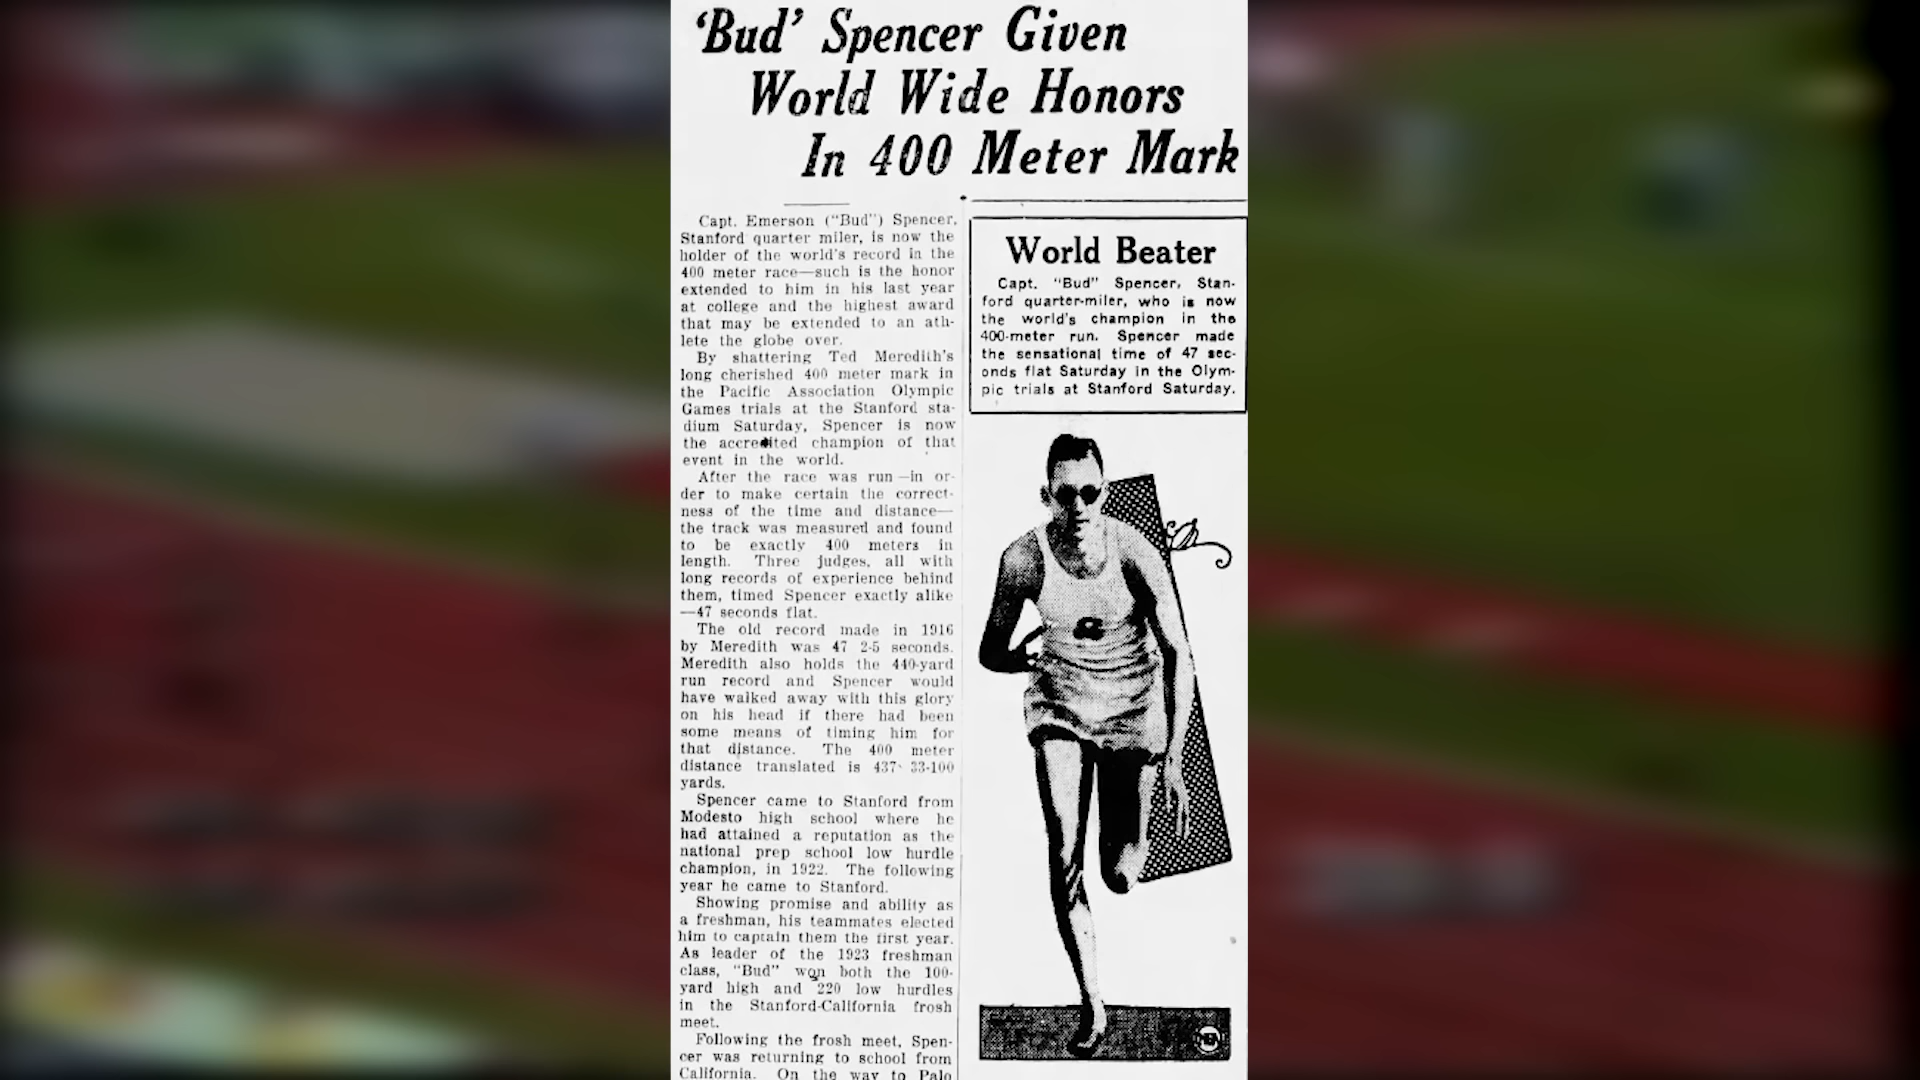 ‘Bud’ Spencer Given
World Wide Honors
In 400 Meter Mark
Capt. Emerson (“Bud”) Spencer,
Stanford quarter miler, is now the
holder of the world's record in the
400 meter race—such is the honor
extended to him in his last year
at college and the highest award
that may be extended to an ath-
lete the globe over.
By shattering Ted Meredith's
long cherished 400 meter mark in
the Pacific Association Olympic
Games trials at the Stanford sta-
dium Saturday, Spencer is now
the accredited champion of that
event in the world.
After the race was run—in or-
der to make certain the correct-
ness of the time and distance—
the track was measured and found
to be exactly 400 meters in
length. Three judges, all with
long records of experience behind
them, timed Spencer exactly alike
—47 seconds flat.
The old record made in 1916
by Meredith was 47 2-5 seconds.
Meredith also holds the 440-yard
run record and Spencer would
have walked away with this glory
on his head if there had been
some means of timing him for
that distance. The 400 meter
distance translated is 437 33-100
yards.
Spencer came to Stanford from
Modesto high school where he
had attained a reputation as the
national prep school low hurdle
champion, in 1922. The following
year he came to Stanford.
Showing promise and ability as
a freshman, his teammates elected
him to captain them the first year.
As leader of the 1923 freshman
class, “Bud” won both the 100-
yard high and 220 low hurdles
in the Stanford-California frosh
meet.
Following the frosh meet, Spen-
cer was returning to school from
California. On the way to Palo
World Beater
Capt. “Bud” Spencer, Stan-
ford quarter-miler, who is now
the world's champion in the
400-meter run. Spencer made
the sensational time of 47 sec-
onds flat Saturday in the Olym-
pic trials at Stanford Saturday.
NEA